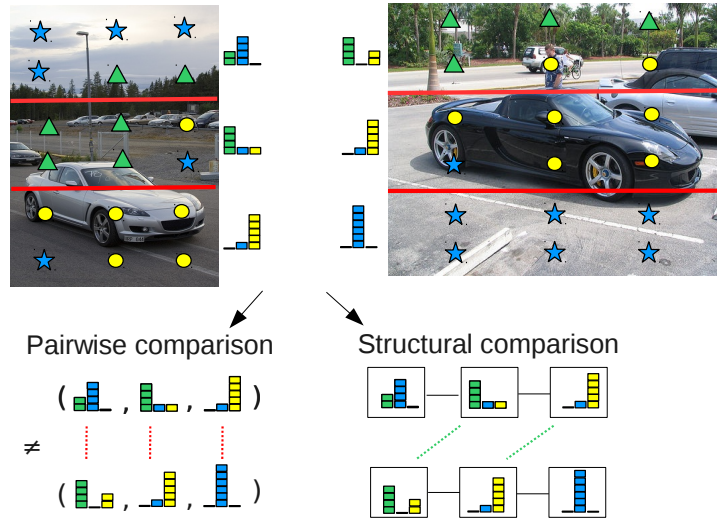 Pairwise comparison
Structural comparison
( , , )
≠
( , , )